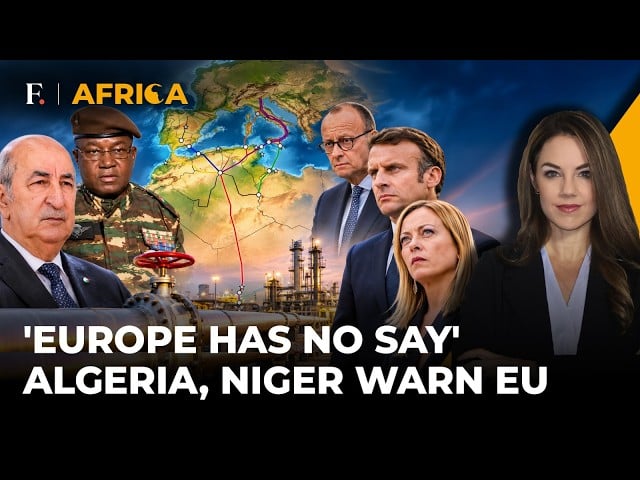 F. | AFRICA
'EUROPE HAS NO SAY'
ALGERIA, NIGER WARN EU